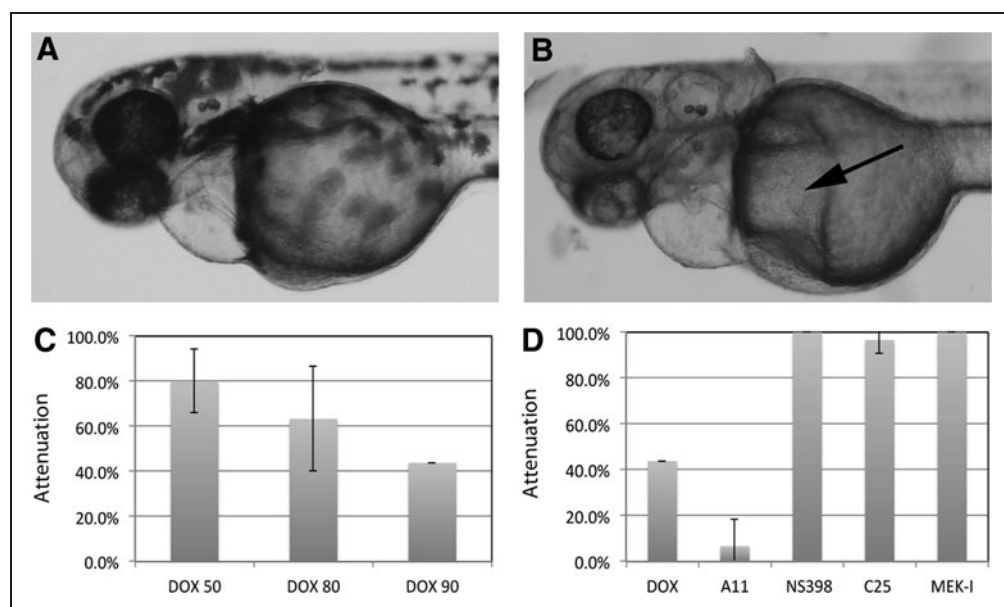 A
B
C
100.0%
80.0%
60.0%
40.0%
20.0%
0.0%
Attenuation
DOX 50 DOX 80 DOX 90
D
100.0%
80.0%
60.0%
40.0%
20.0%
0.0%
Attenuation
DOX A11 NS398 C25 MEK-I